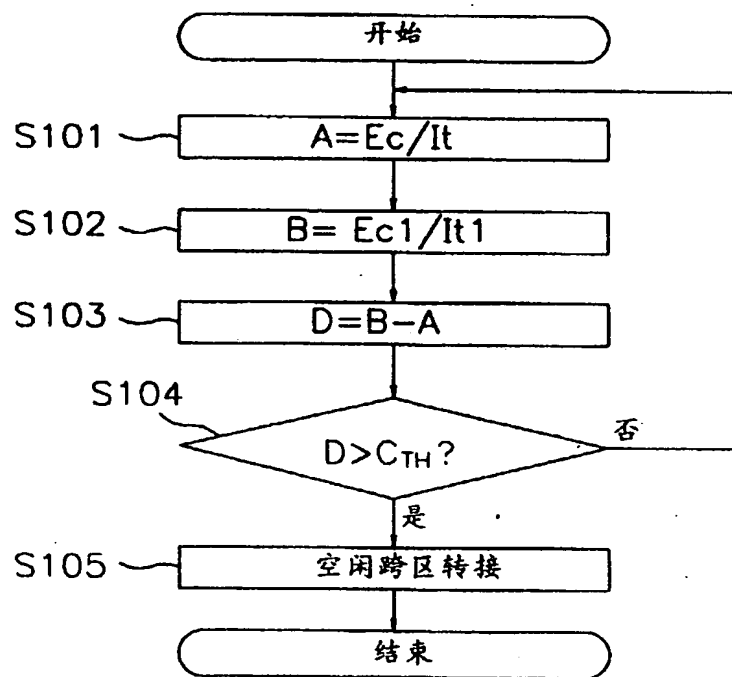 开始
S101
A=Ec/It
S102
B= Ec1/It1
S103
D=B-A
S104
D>CTH?
否
是
S105
空闲跨区转接
结束